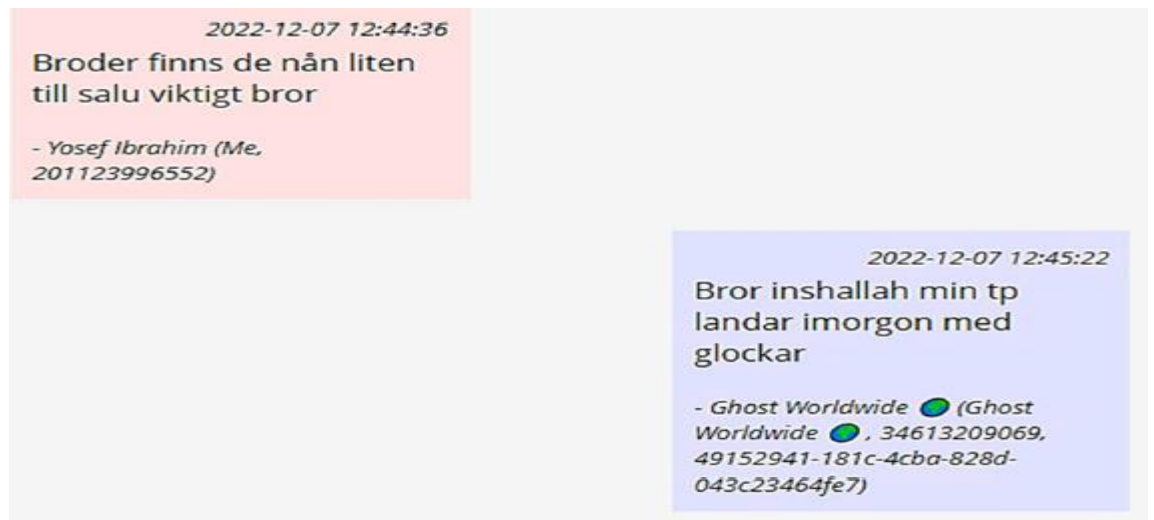 2022-12-07 12:44:36
Broder finns de nån liten
till salu viktigt bror
- Yosef Ibrahim (Me,
201123996552)
2022-12-07 12:45:22
Bror inshallah min tp
landar imorgon med
glockar
- Ghost Worldwide 🌍 (Ghost
Worldwide 🌍 , 34613209069,
49152941-181c-4cba-828d-
043c23464fe7)